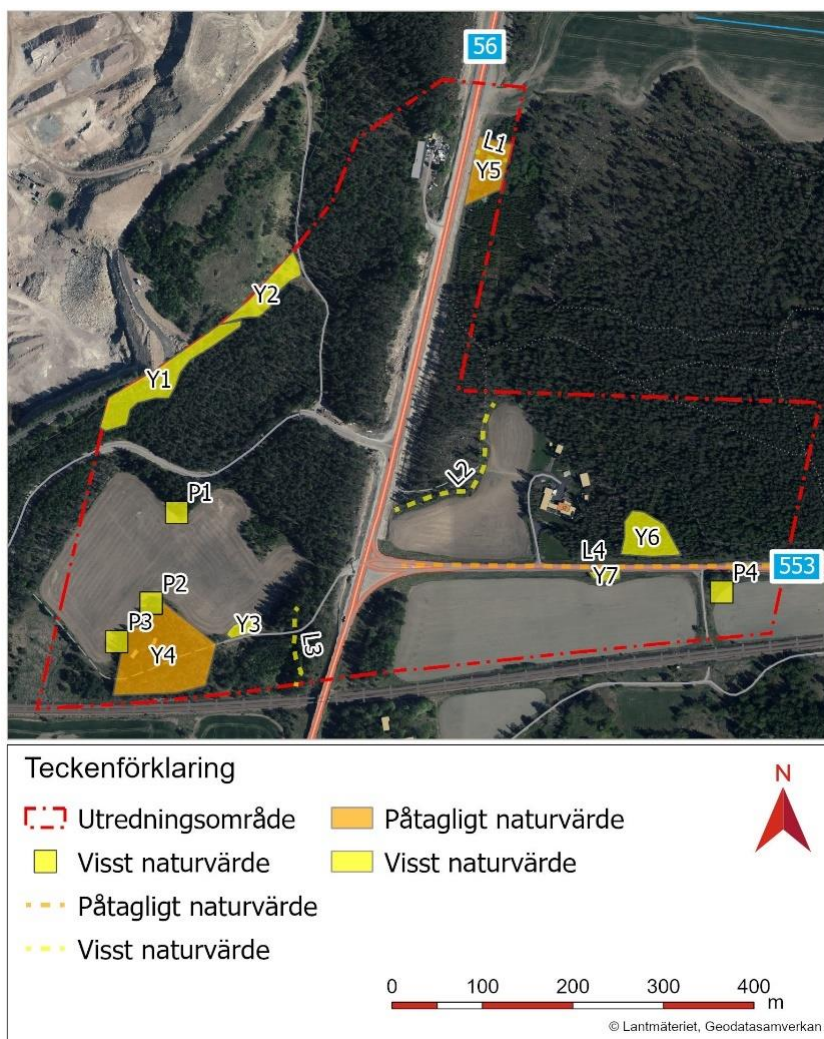 56
L1
Y5
Y2
Y1
L2
P1
Y6
L4
553
P2
Y7
P4
P3
Y3
L3
Y4
Teckenförklaring
N
Utredningsområde
Påtagligt naturvärde
Visst naturvärde
Visst naturvärde
Påtagligt naturvärde
Visst naturvärde
0 100 200 300 400
m
© Lantmäteriet, Geodatasamverkan